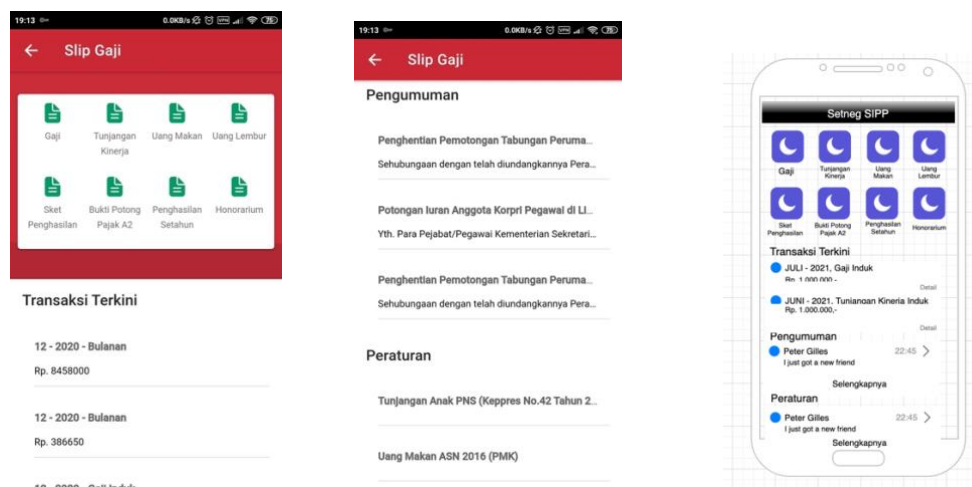 19:13
0.0KB/s
VPN
75
Slip Gaji
Gaji
Tunjangan
Kinerja
Uang Makan
Uang Lembur
Sket
Penghasilan
Bukti Potong
Pajak A2
Penghasilan
Setahun
Honorarium
Transaksi Terkini
12 - 2020 - Bulanan
Rp. 8458000
12 - 2020 - Bulanan
Rp. 386650
19:13
0.0KB/s
VPN
Slip Gaji
Pengumuman
Penghentian Pemotongan Tabungan Peruma...
Sehubungaan dengan telah diundangkannya Pera...
Potongan Iuran Anggota Korpri Pegawai di Li...
Yth. Para Pejabat/Pegawai Kementerian Sekretari...
Penghentian Pemotongan Tabungan Peruma...
Sehubungaan dengan telah diundangkannya Pera...
Peraturan
Tunjangan Anak PNS (Keppres No.42 Tahun 2...
Uang Makan ASN 2016 (PMK)
Setneg SIPP
Gaji
Tunjangan
Kinerja
Uang
Makan
Uang
Lembur
Sket
Penghasilan
Bukti Potong
Pajak A2
Penghasilan
Setahun
Honorarium
Transaksi Terkini
JULI - 2021, Gaji Induk
Rp. 1.000.000,-
Detail
JUNI - 2021, Tunjangan Kinerja Induk
Rp. 1.000.000,-
Detail
Pengumuman
Peter Gilles
22:45
I just got a new friend
Selengkapnya
Peraturan
Peter Gilles
22:45
I just got a new friend
Selengkapnya